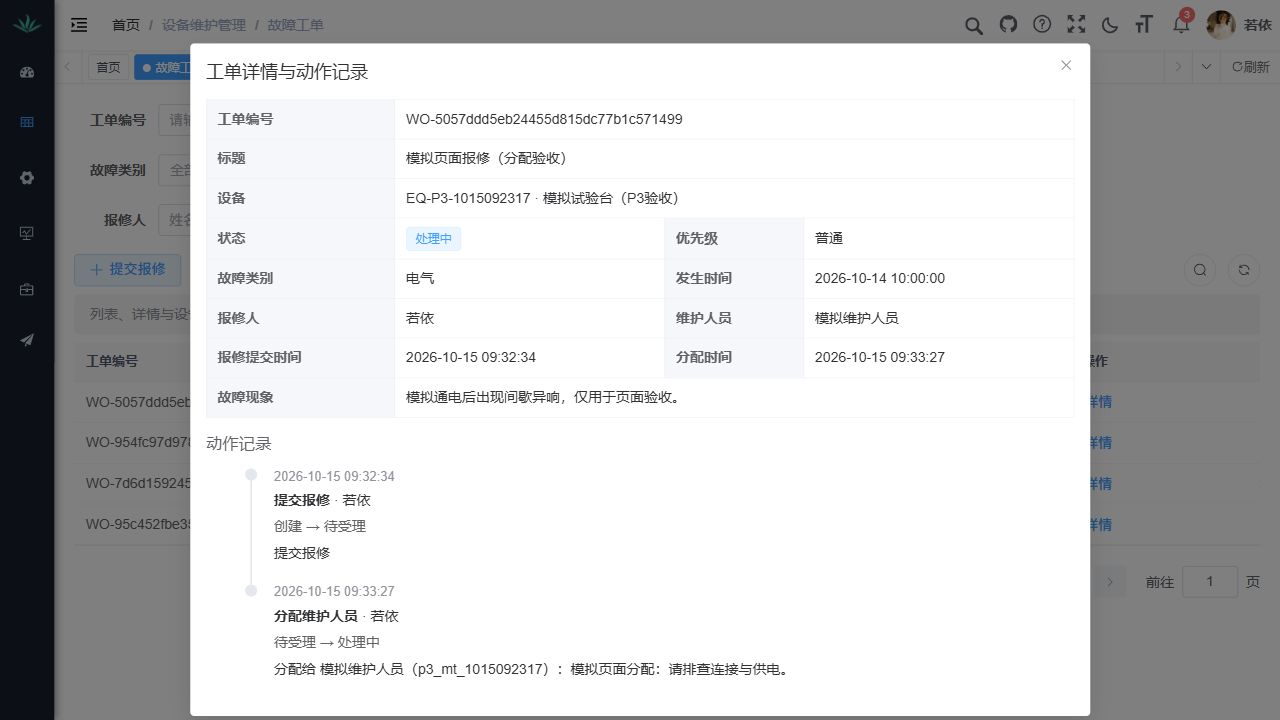 首页 / 设备维护管理 / 故障工单
3
若依
首页
故障工
刷新
工单编号
请输
故障类别
全部
报修人
姓名
提交报修
列表、详情与设
工单编号
操作
WO-5057ddd5eb
详情
WO-954fc97d978
详情
WO-7d6d159245
详情
WO-95c452fbe35
详情
前往 1 页
工单详情与动作记录
工单编号 WO-5057ddd5eb24455d815dc77b1c571499
标题 模拟页面报修（分配验收）
设备 EQ-P3-1015092317 · 模拟试验台（P3验收）
状态 处理中 优先级 普通
故障类别 电气 发生时间 2026-10-14 10:00:00
报修人 若依 维护人员 模拟维护人员
报修提交时间 2026-10-15 09:32:34 分配时间 2026-10-15 09:33:27
故障现象 模拟通电后出现间歇异响，仅用于页面验收。
动作记录
2026-10-15 09:32:34
提交报修 · 若依
创建 → 待受理
提交报修
2026-10-15 09:33:27
分配维护人员 · 若依
待受理 → 处理中
分配给 模拟维护人员（p3_mt_1015092317）：模拟页面分配：请排查连接与供电。